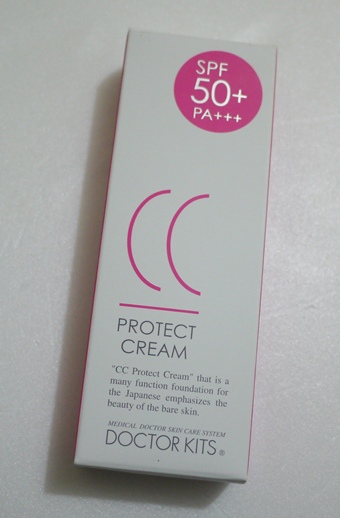 SPF
50+
PA+++
CC
PROTECT
CREAM
"CC Protect Cream" that is a
many function foundation for
the Japanese emphasizes the
beauty of the bare skin.
MEDICAL DOCTOR SKIN CARE SYSTEM
DOCTOR KITS®